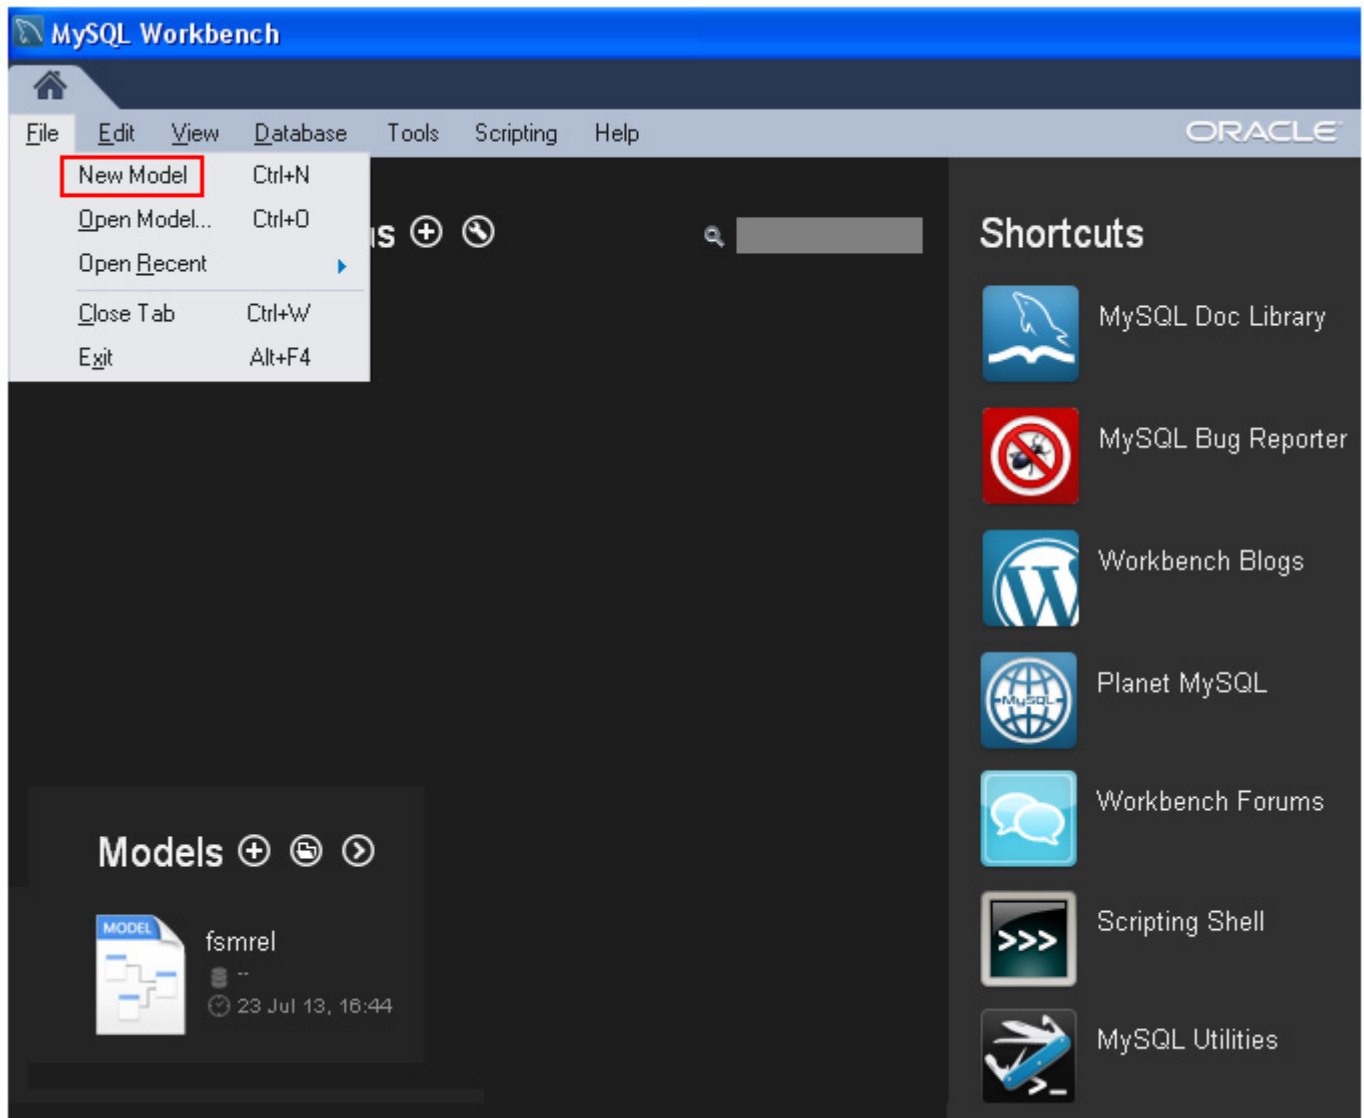 MySQL Workbench
File Edit View Database Tools Scripting Help ORACLE
New Model Ctrl+N
Open Model... Ctrl+O
Open Recent
Close Tab Ctrl+W
Exit Alt+F4
Shortcuts
MySQL Doc Library
MySQL Bug Reporter
Workbench Blogs
Planet MySQL
MySQL
Workbench Forums
Scripting Shell
>>>
MySQL Utilities
>_
Models
MODEL
fsmrel
--
23 Jul 13, 16:44